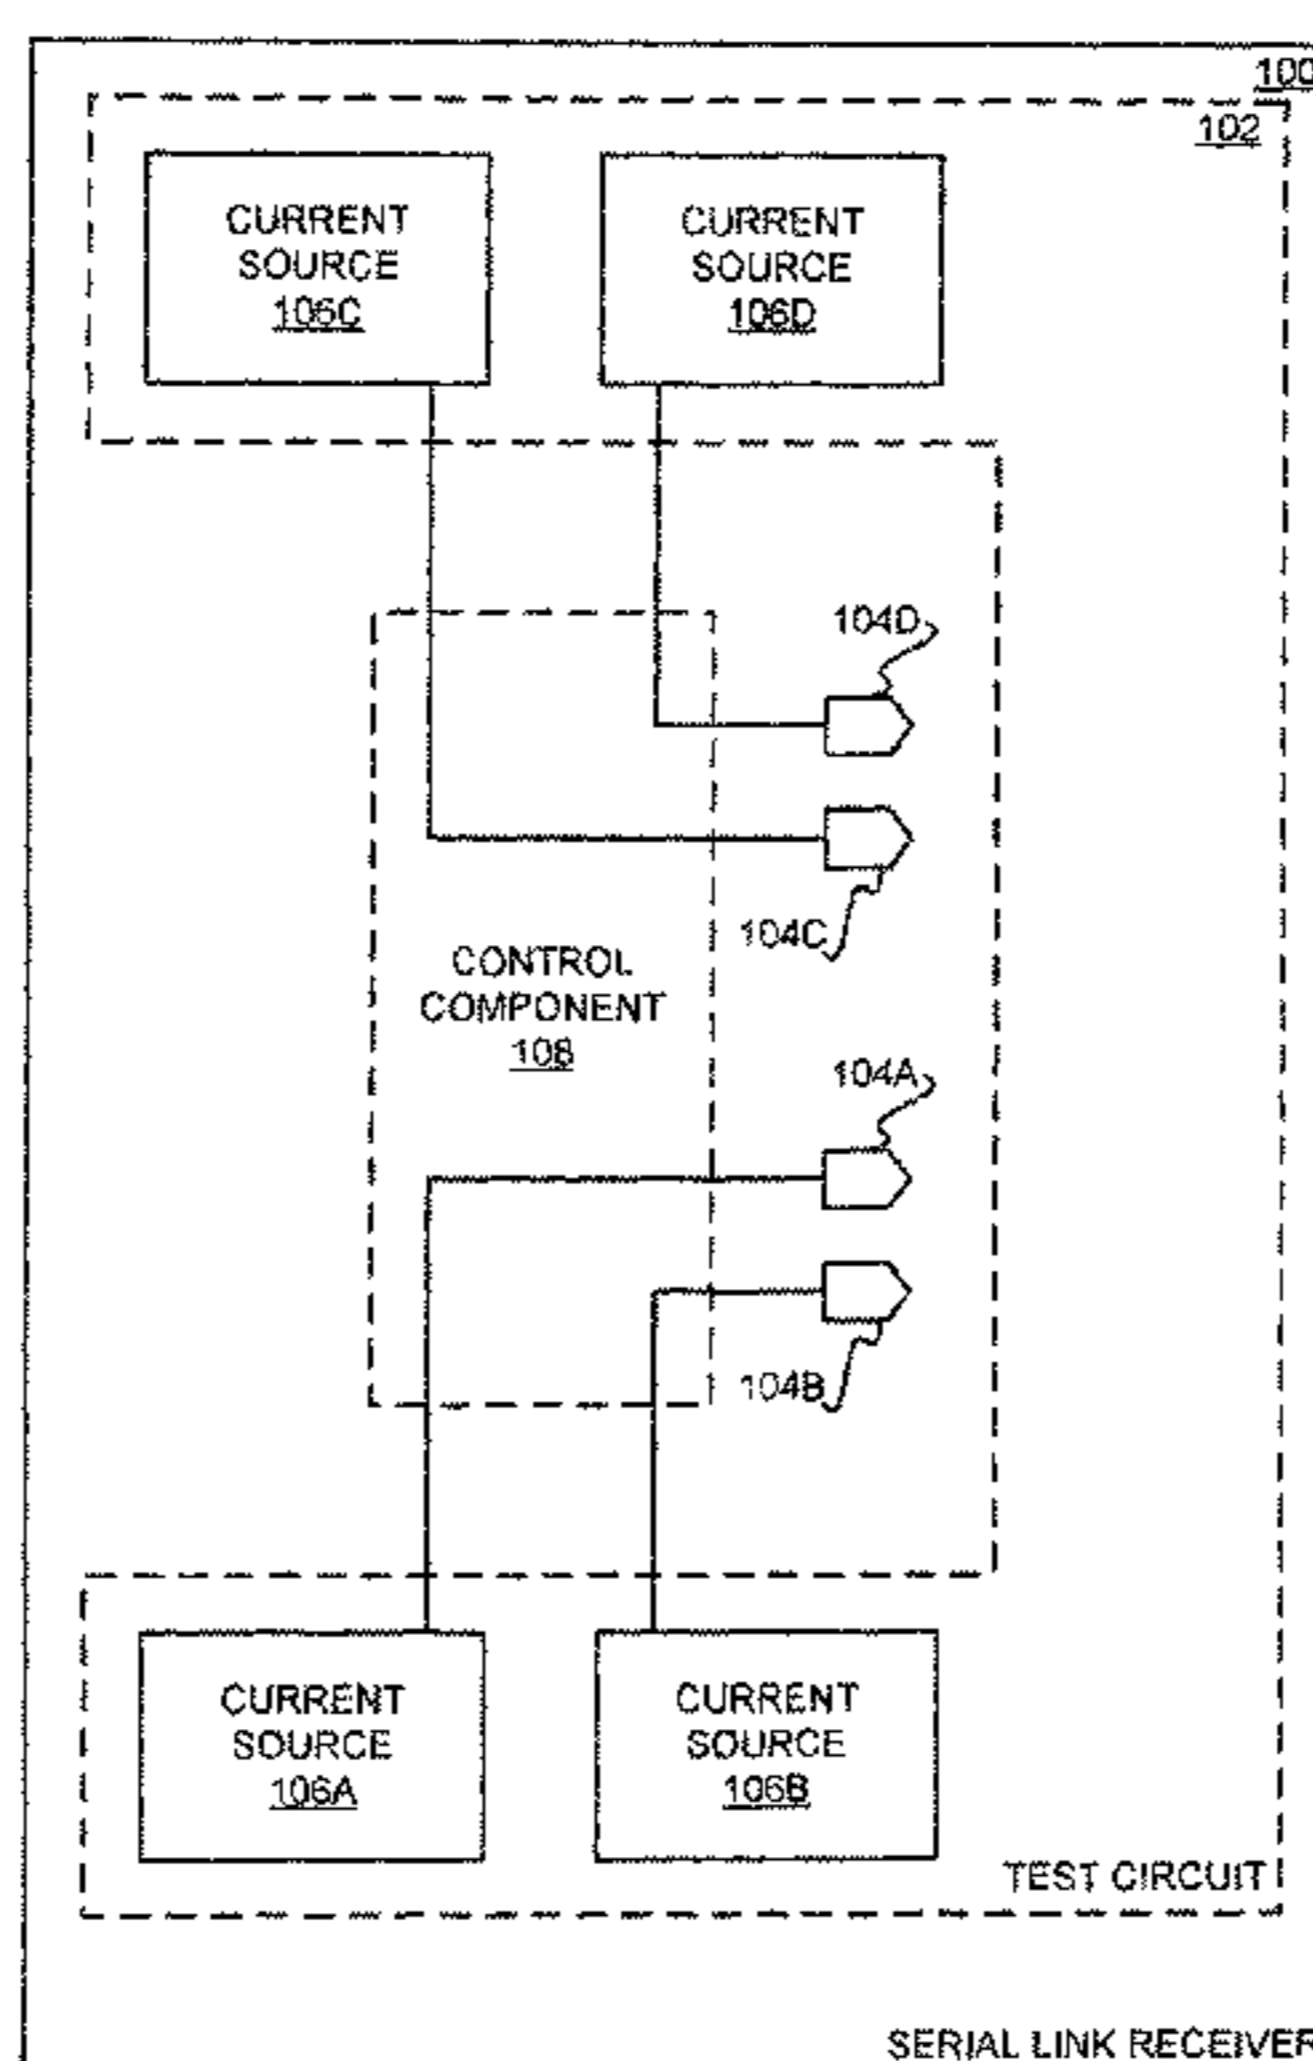 100
102
CURRENT
SOURCE
106C
CURRENT
SOURCE
106D
104D
104C
CONTROL
COMPONENT
108
104A
104B
CURRENT
SOURCE
106A
CURRENT
SOURCE
106B
TEST CIRCUIT
SERIAL LINK RECEIVER